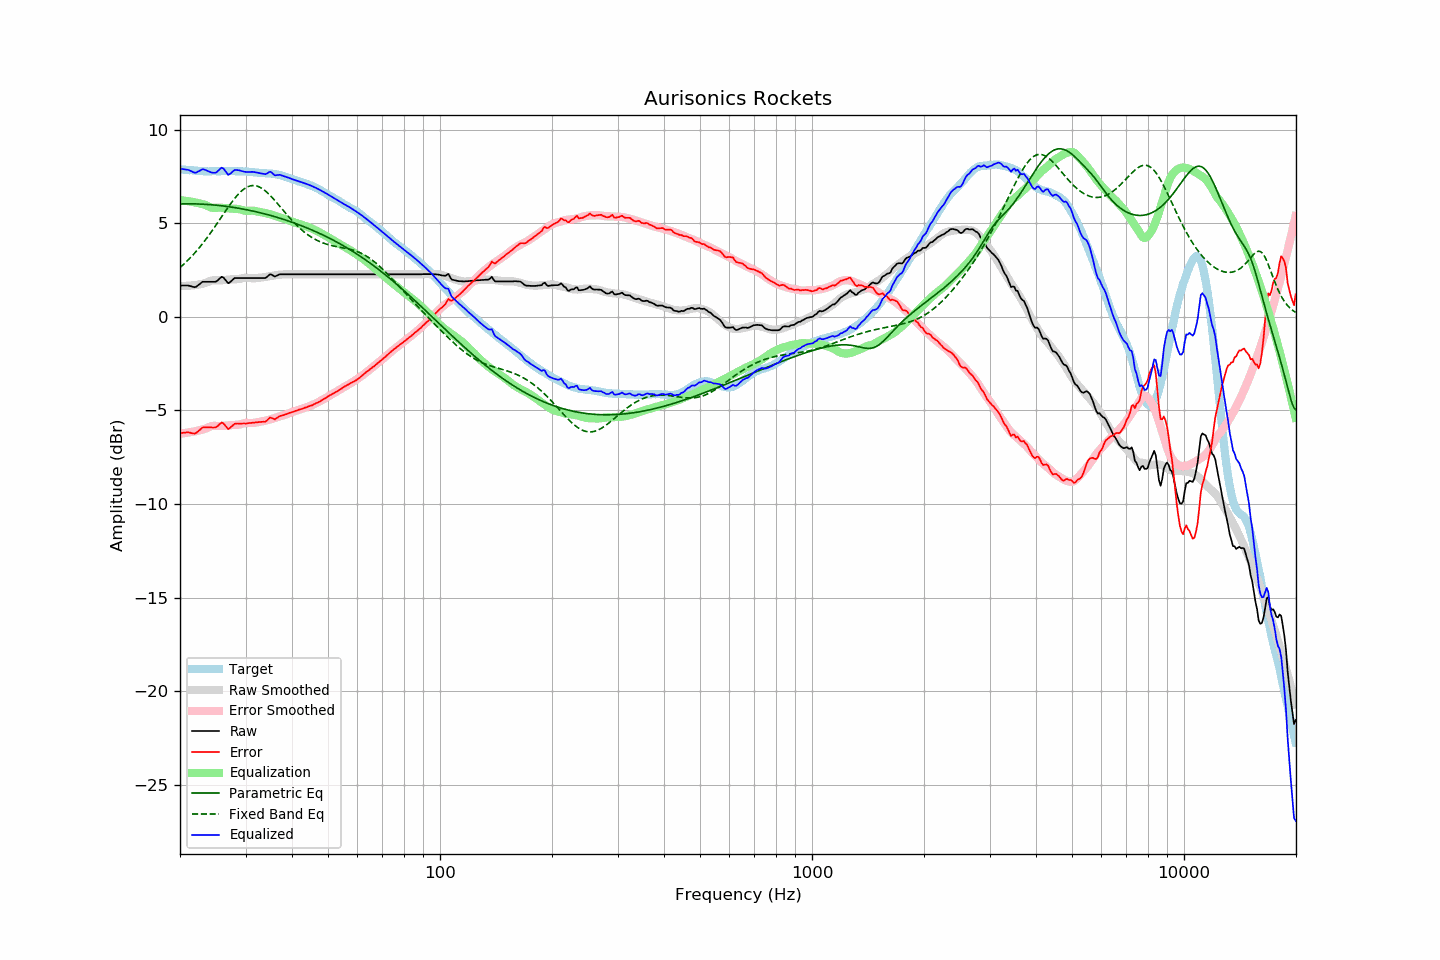 Aurisonics Rockets
10
5
0
−5
−10
−15
−20
−25
Amplitude (dBr)
Target
Raw Smoothed
Error Smoothed
Raw
Error
Equalization
Parametric Eq
Fixed Band Eq
Equalized
100
1000
10000
Frequency (Hz)